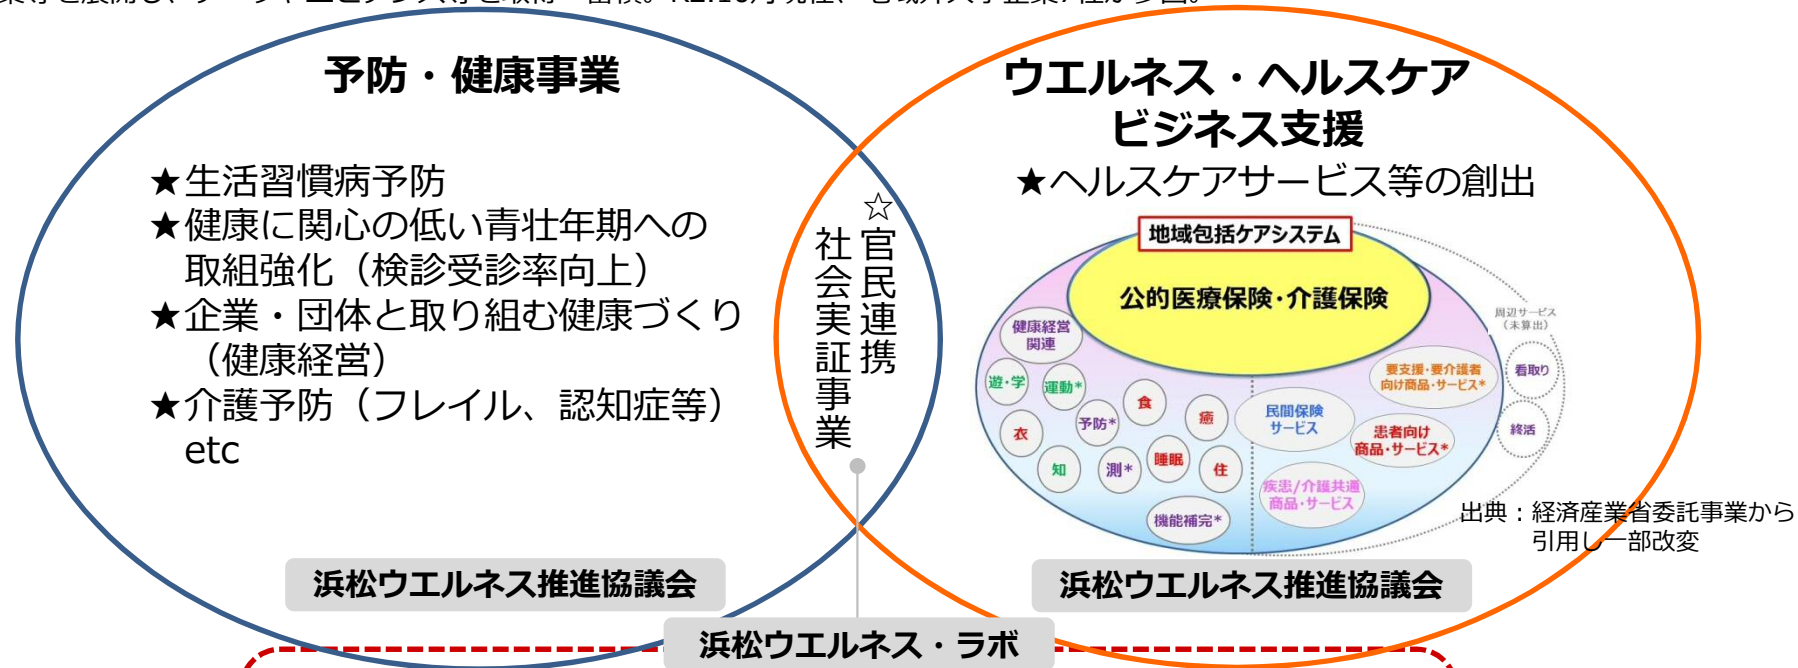 予防・健康事業
★生活習慣病予防
★健康に関心の低い青壮年期への
取組強化（検診受診率向上）
★企業・団体と取り組む健康づくり
（健康経営）
★介護予防（フレイル、認知症等）
etc
☆官民連携
社会実証事業
ウエルネス・ヘルスケア
ビジネス支援
★ヘルスケアサービス等の創出
地域包括ケアシステム
公的医療保険・介護保険
健康経営
関連
遊・学
運動*
食
予防*
癒
衣
知
測*
睡眠
住
機能補完*
民間保険
サービス
要支援・要介護者
向け商品・サービス*
患者向け
商品・サービス*
疾患/介護共通
商品・サービス
周辺サービス
（未算出）
看取り
終活
出典：経済産業省委託事業から
引用し一部改変
浜松ウエルネス推進協議会
浜松ウエルネス推進協議会
浜松ウエルネス・ラボ